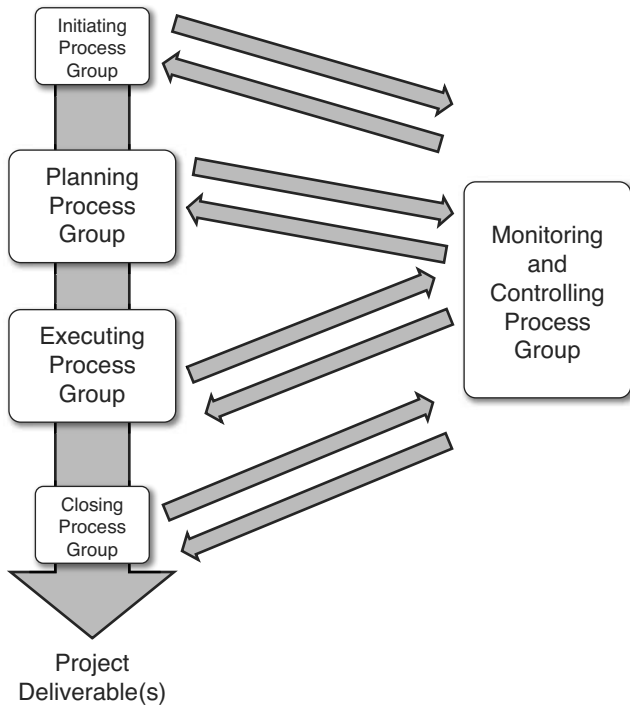 Initiating
Process
Group
Planning
Process
Group
Monitoring
and
Controlling
Process
Group
Executing
Process
Group
Closing
Process
Group
Project
Deliverable(s)